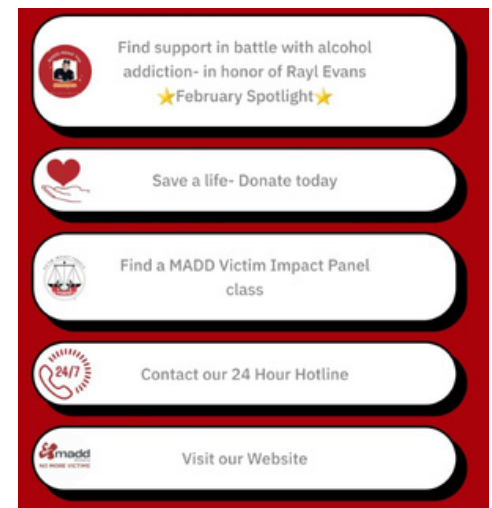 Find support in battle with alcohol
addiction- in honor of Rayl Evans
⭐February Spotlight⭐
Save a life- Donate today
Find a MADD Victim Impact Panel
class
24/7
Contact our 24 Hour Hotline
madd
NO MORE VICTIMS
Visit our Website